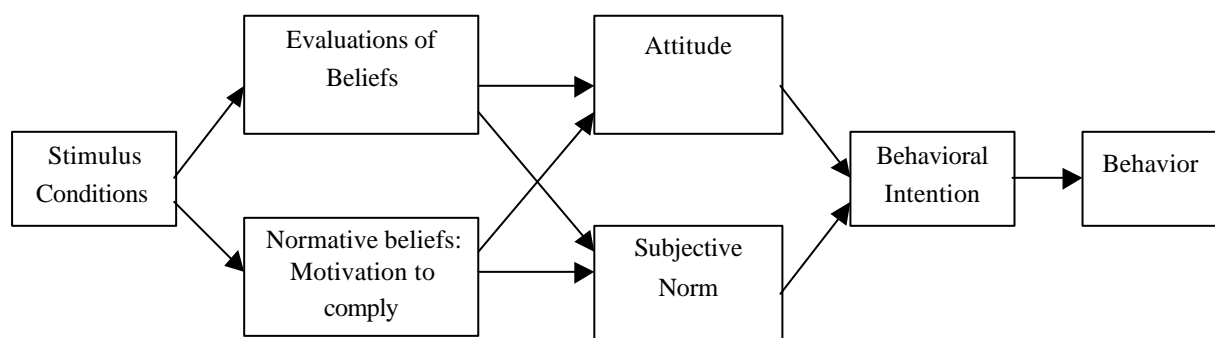 Evaluations of
Beliefs
Attitude
Stimulus
Conditions
Behavioral
Intention
Behavior
Normative beliefs:
Motivation to
comply
Subjective
Norm